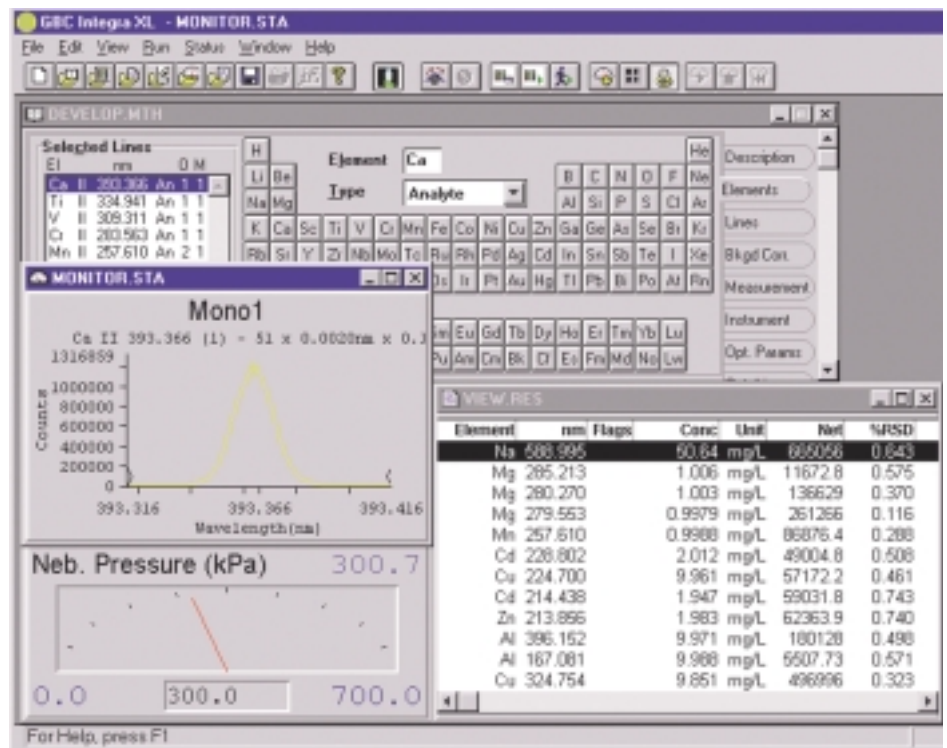 GBC Integra XL - MONITOR.STA
File Edit View Run Status Window Help
DEVELOP.MTH
Selected Lines
El nm O M
Ca II 393.366 An 1 1
Ti II 334.941 An 1 1
V II 309.311 An 1 1
Cr II 283.563 An 1 1
Mn II 257.610 An 2 1
Element Ca
Type Analyte
H He
Li Be B C N O F Ne
Na Mg Al Si P S Cl Ar
K Ca Sc Ti V Cr Mn Fe Co Ni Cu Zn Ga Ge As Se Br Kr
Rb Sr Y Zr Nb Mo Tc Ru Rh Pd Ag Cd In Sn Sb Te I Xe
Os Ir Pt Au Hg Tl Pb Bi Po At Rn
Sm Eu Gd Tb Dy Ho Er Tm Yb Lu
Pu Am Cm Bk Cf Es Fm Md No Lw
Description
Elements
Lines
Bkgd Corr.
Measurement
Instrument
Opt. Params
MONITOR.STA
Mono1
Ca II 393.366 (1) - 51 x 0.0020nm x 0.1
1316859
1000000
800000
600000
400000
200000
0
Counts
393.316 393.366 393.416
Wavelength(nm)
Neb. Pressure (kPa) 300.7
0.0 300.0 700.0
VIEW.RES
Element nm Flags Conc Unit Net %RSD
Na 588.995 50.64 mg/L 665056 0.643
Mg 285.213 1.006 mg/L 11672.8 0.575
Mg 280.270 1.003 mg/L 136629 0.370
Mg 279.553 0.9979 mg/L 261266 0.116
Mn 257.610 0.9988 mg/L 86876.4 0.288
Cd 228.802 2.012 mg/L 49004.8 0.508
Cu 224.700 9.961 mg/L 57172.2 0.461
Cd 214.438 1.947 mg/L 59031.8 0.743
Zn 213.856 1.983 mg/L 62363.9 0.740
Al 396.152 9.971 mg/L 180128 0.498
Al 167.081 9.988 mg/L 5507.73 0.571
Cu 324.754 9.851 mg/L 496996 0.323
For Help, press F1